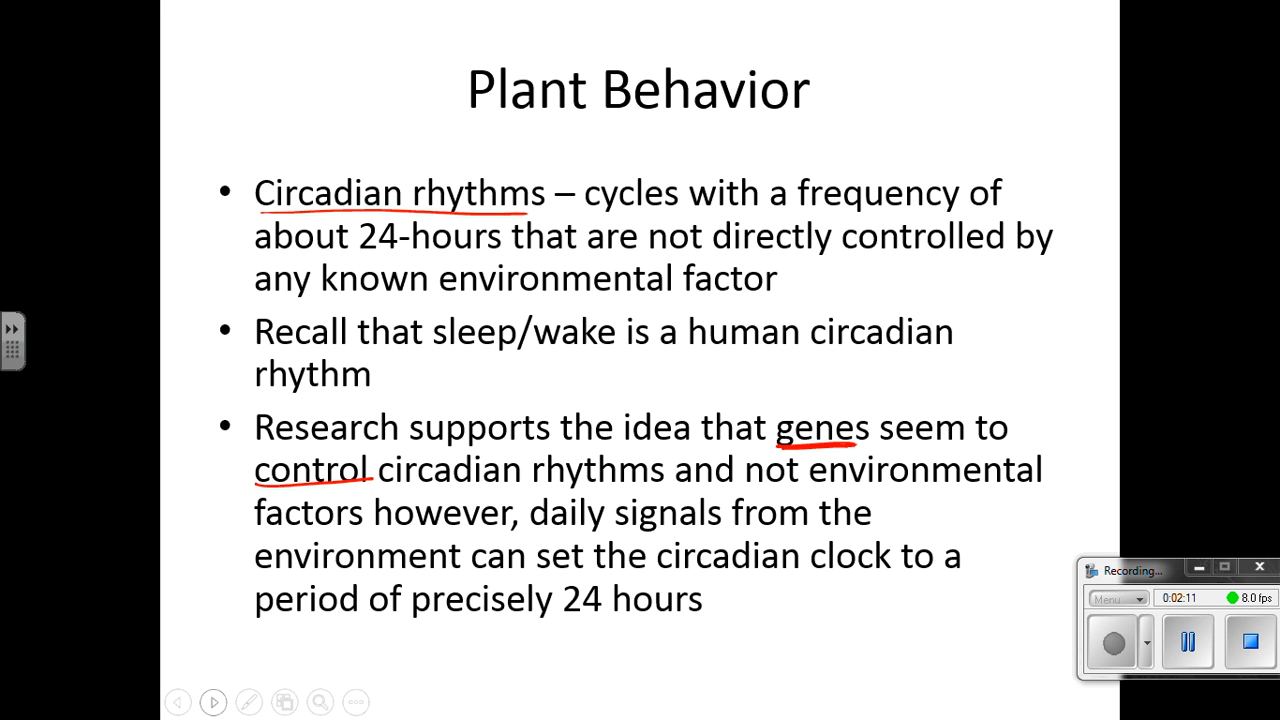 Plant Behavior
• Circadian rhythms – cycles with a frequency of
about 24-hours that are not directly controlled by
any known environmental factor
• Recall that sleep/wake is a human circadian
rhythm
• Research supports the idea that genes seem to
control circadian rhythms and not environmental
factors however, daily signals from the
environment can set the circadian clock to a
period of precisely 24 hours
Recording...
Menu 0:02:11 8.0 fps